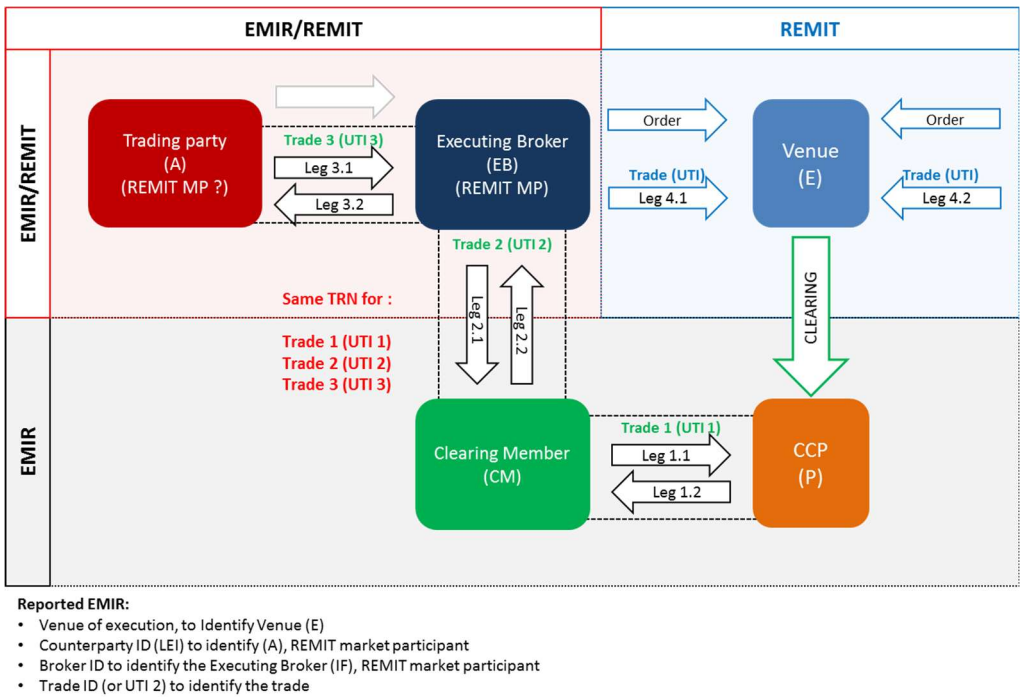 EMIR/REMIT
REMIT
EMIR/REMIT
Trading party
(A)
(REMIT MP ?)
Trade 3 (UTI 3)
Leg 3.1
Leg 3.2
Executing Broker
(EB)
(REMIT MP)
Order
Trade (UTI)
Leg 4.1
Venue
(E)
Order
Trade (UTI)
Leg 4.2
Trade 2 (UTI 2)
Leg 2.1
Leg 2.2
CLEARING
Same TRN for :
Trade 1 (UTI 1)
Trade 2 (UTI 2)
Trade 3 (UTI 3)
EMIR
Clearing Member
(CM)
Trade 1 (UTI 1)
Leg 1.1
Leg 1.2
CCP
(P)
Reported EMIR:
• Venue of execution, to Identify Venue (E)
• Counterparty ID (LEI) to identify (A), REMIT market participant
• Broker ID to identify the Executing Broker (IF), REMIT market participant
• Trade ID (or UTI 2) to identify the trade